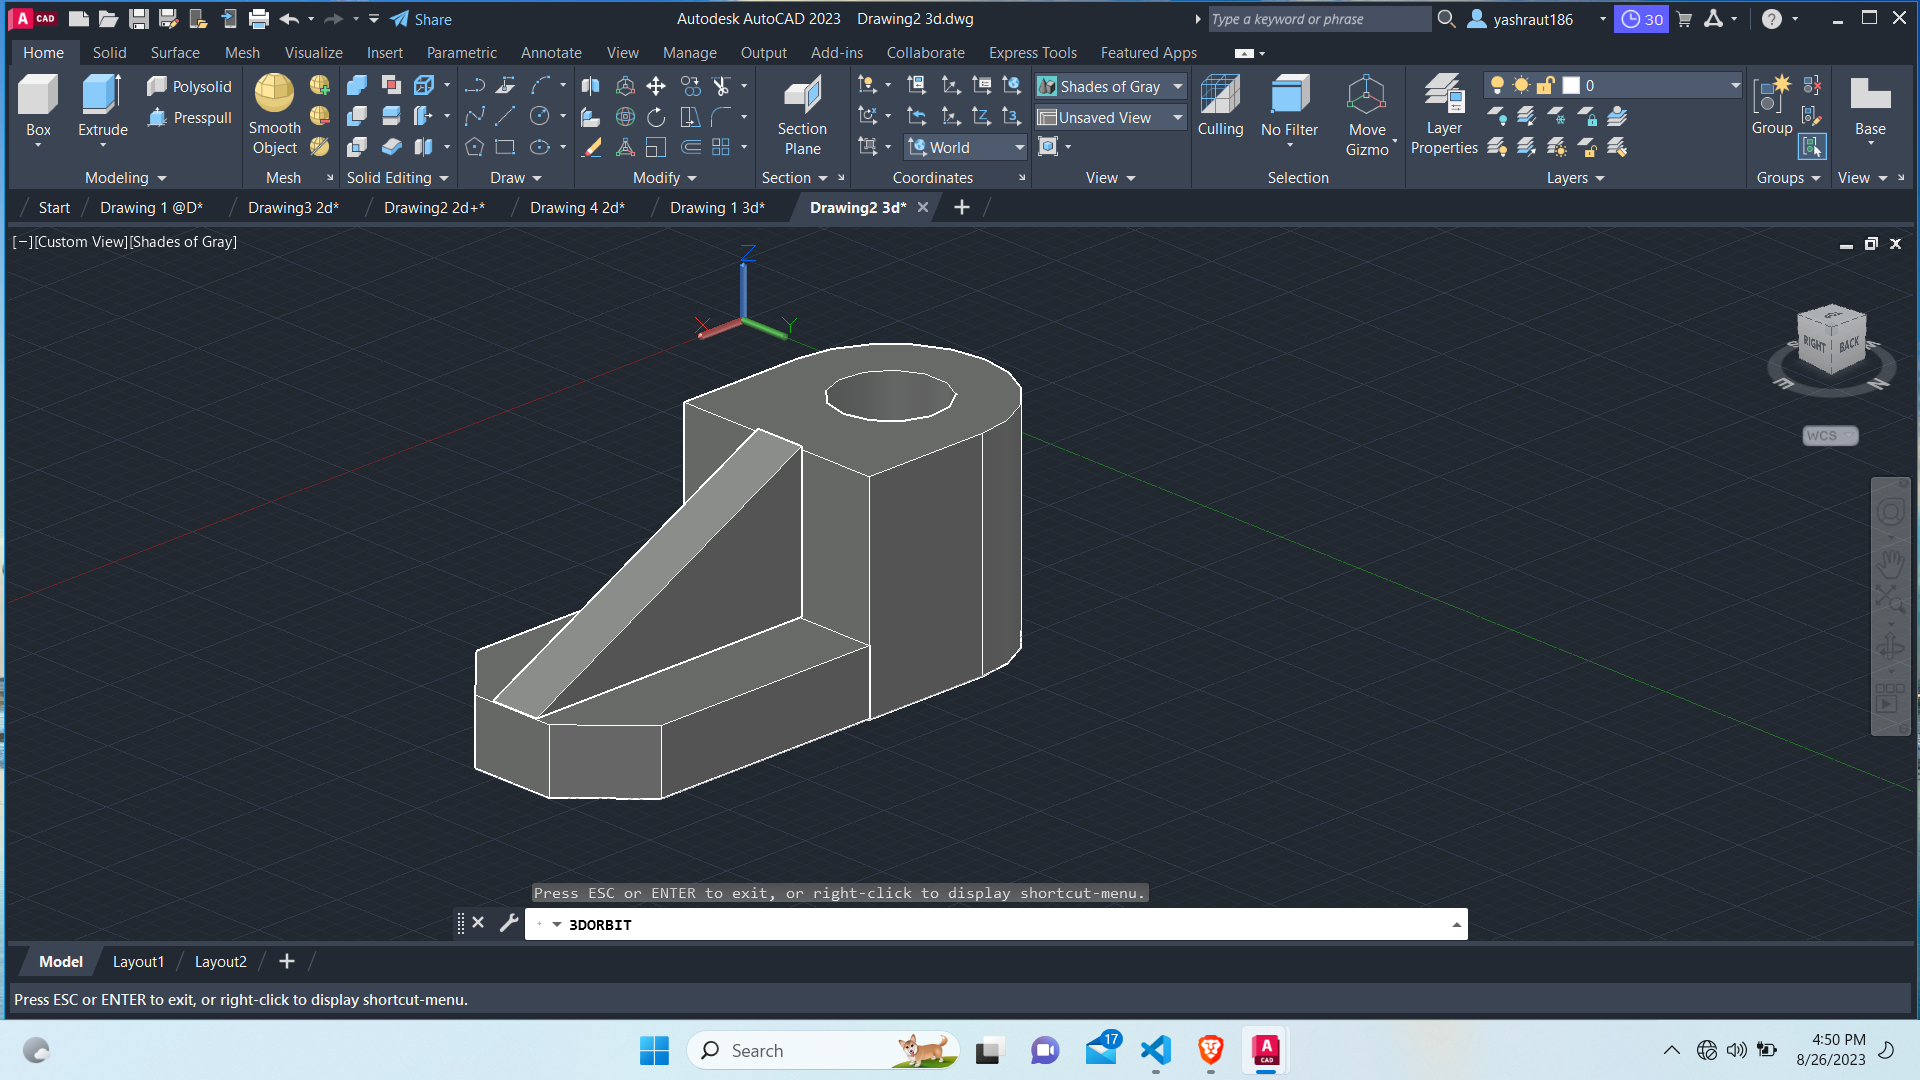 A CAD
Share
Autodesk AutoCAD 2023 Drawing2 3d.dwg
Type a keyword or phrase
yashraut186
30
Home Solid Surface Mesh Visualize Insert Parametric Annotate View Manage Output Add-ins Collaborate Express Tools Featured Apps
Box
Extrude
Polysolid
Presspull
Modeling
Smooth
Object
Mesh
Solid Editing
Draw
Modify
Section
Plane
Section
World
Coordinates
Shades of Gray
Unsaved View
View
Culling
No Filter
Move
Gizmo
Selection
Layer
Properties
0
Layers
Group
Groups
Base
View
Start Drawing 1 @D* Drawing3 2d* Drawing2 2d+* Drawing 4 2d* Drawing 1 3d* Drawing2 3d*
[−][Custom View][Shades of Gray]
Z
X
Y
TOP
RIGHT
BACK
E
N
WCS
Press ESC or ENTER to exit, or right-click to display shortcut-menu.
3DORBIT
Model Layout1 Layout2
Press ESC or ENTER to exit, or right-click to display shortcut-menu.
Search
17
A CAD
4:50 PM
8/26/2023